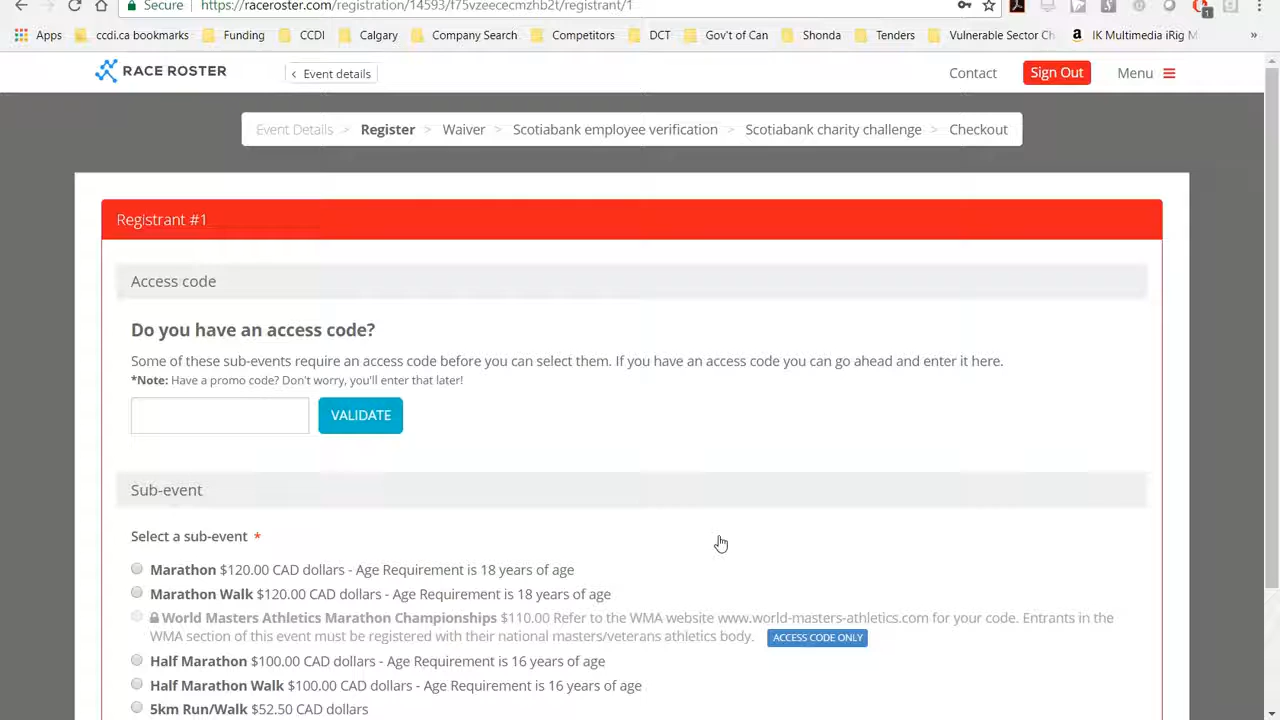 Secure https://raceroster.com/registration/14593/t75vzeececmzhb2t/registrant/1
Apps ccdi.ca bookmarks Funding CCDI Calgary Company Search Competitors DCT Gov't of Can Shonda Tenders Vulnerable Sector Ch IK Multimedia iRig M »
RACE ROSTER
‹ Event details
Contact Sign Out Menu
Event Details > Register > Waiver > Scotiabank employee verification > Scotiabank charity challenge > Checkout
Registrant #1
Access code
Do you have an access code?
Some of these sub-events require an access code before you can select them. If you have an access code you can go ahead and enter it here.
*Note: Have a promo code? Don't worry, you'll enter that later!
VALIDATE
Sub-event
Select a sub-event *
Marathon $120.00 CAD dollars - Age Requirement is 18 years of age
Marathon Walk $120.00 CAD dollars - Age Requirement is 18 years of age
World Masters Athletics Marathon Championships $110.00 Refer to the WMA website www.world-masters-athletics.com for your code. Entrants in the
WMA section of this event must be registered with their national masters/veterans athletics body. ACCESS CODE ONLY
Half Marathon $100.00 CAD dollars - Age Requirement is 16 years of age
Half Marathon Walk $100.00 CAD dollars - Age Requirement is 16 years of age
5km Run/Walk $52.50 CAD dollars